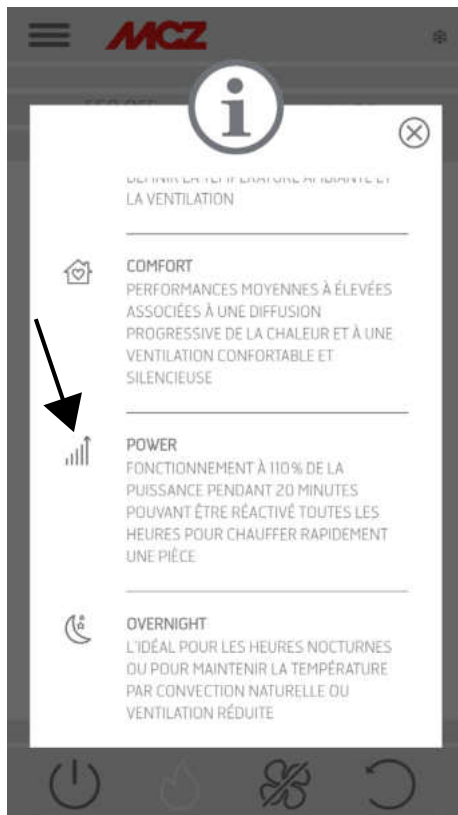 MCZ
LA VENTILATION
COMFORT
PERFORMANCES MOYENNES À ÉLEVÉES
ASSOCIÉES À UNE DIFFUSION
PROGRESSIVE DE LA CHALEUR ET À UNE
VENTILATION CONFORTABLE ET
SILENCIEUSE
POWER
FONCTIONNEMENT À 110% DE LA
PUISSANCE PENDANT 20 MINUTES
POUVANT ÊTRE RÉACTIVÉ TOUTES LES
HEURES POUR CHAUFFER RAPIDEMENT
UNE PIÈCE
OVERNIGHT
L'IDÉAL POUR LES HEURES NOCTURNES
OU POUR MAINTENIR LA TEMPÉRATURE
PAR CONVECTION NATURELLE OU
VENTILATION RÉDUITE